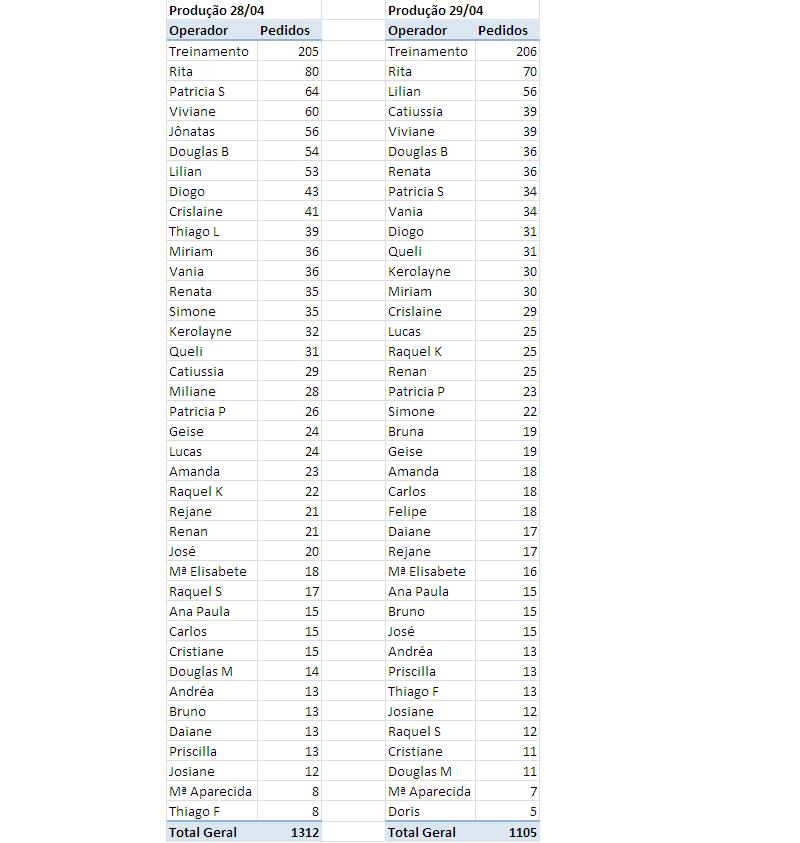 Produção 28/04 Produção 29/04
Operador Pedidos Operador Pedidos
Treinamento 205 Treinamento 206
Rita 80 Rita 70
Patricia S 64 Lilian 56
Viviane 60 Catiussia 39
Jônatas 56 Viviane 39
Douglas B 54 Douglas B 36
Lilian 53 Renata 36
Diogo 43 Patricia S 34
Crislaine 41 Vania 34
Thiago L 39 Diogo 31
Miriam 36 Queli 31
Vania 36 Kerolayne 30
Renata 35 Miriam 30
Simone 35 Crislaine 29
Kerolayne 32 Lucas 25
Queli 31 Raquel K 25
Catiussia 29 Renan 25
Miliane 28 Patricia P 23
Patricia P 26 Simone 22
Geise 24 Bruna 19
Lucas 24 Geise 19
Amanda 23 Amanda 18
Raquel K 22 Carlos 18
Rejane 21 Felipe 18
Renan 21 Daiane 17
José 20 Rejane 17
Mª Elisabete 18 Mª Elisabete 16
Raquel S 17 Ana Paula 15
Ana Paula 15 Bruno 15
Carlos 15 José 15
Cristiane 15 Andréa 13
Douglas M 14 Priscilla 13
Andréa 13 Thiago F 13
Bruno 13 Josiane 12
Daiane 13 Raquel S 12
Priscilla 13 Cristiane 11
Josiane 12 Douglas M 11
Mª Aparecida 8 Mª Aparecida 7
Thiago F 8 Doris 5
Total Geral 1312 Total Geral 1105